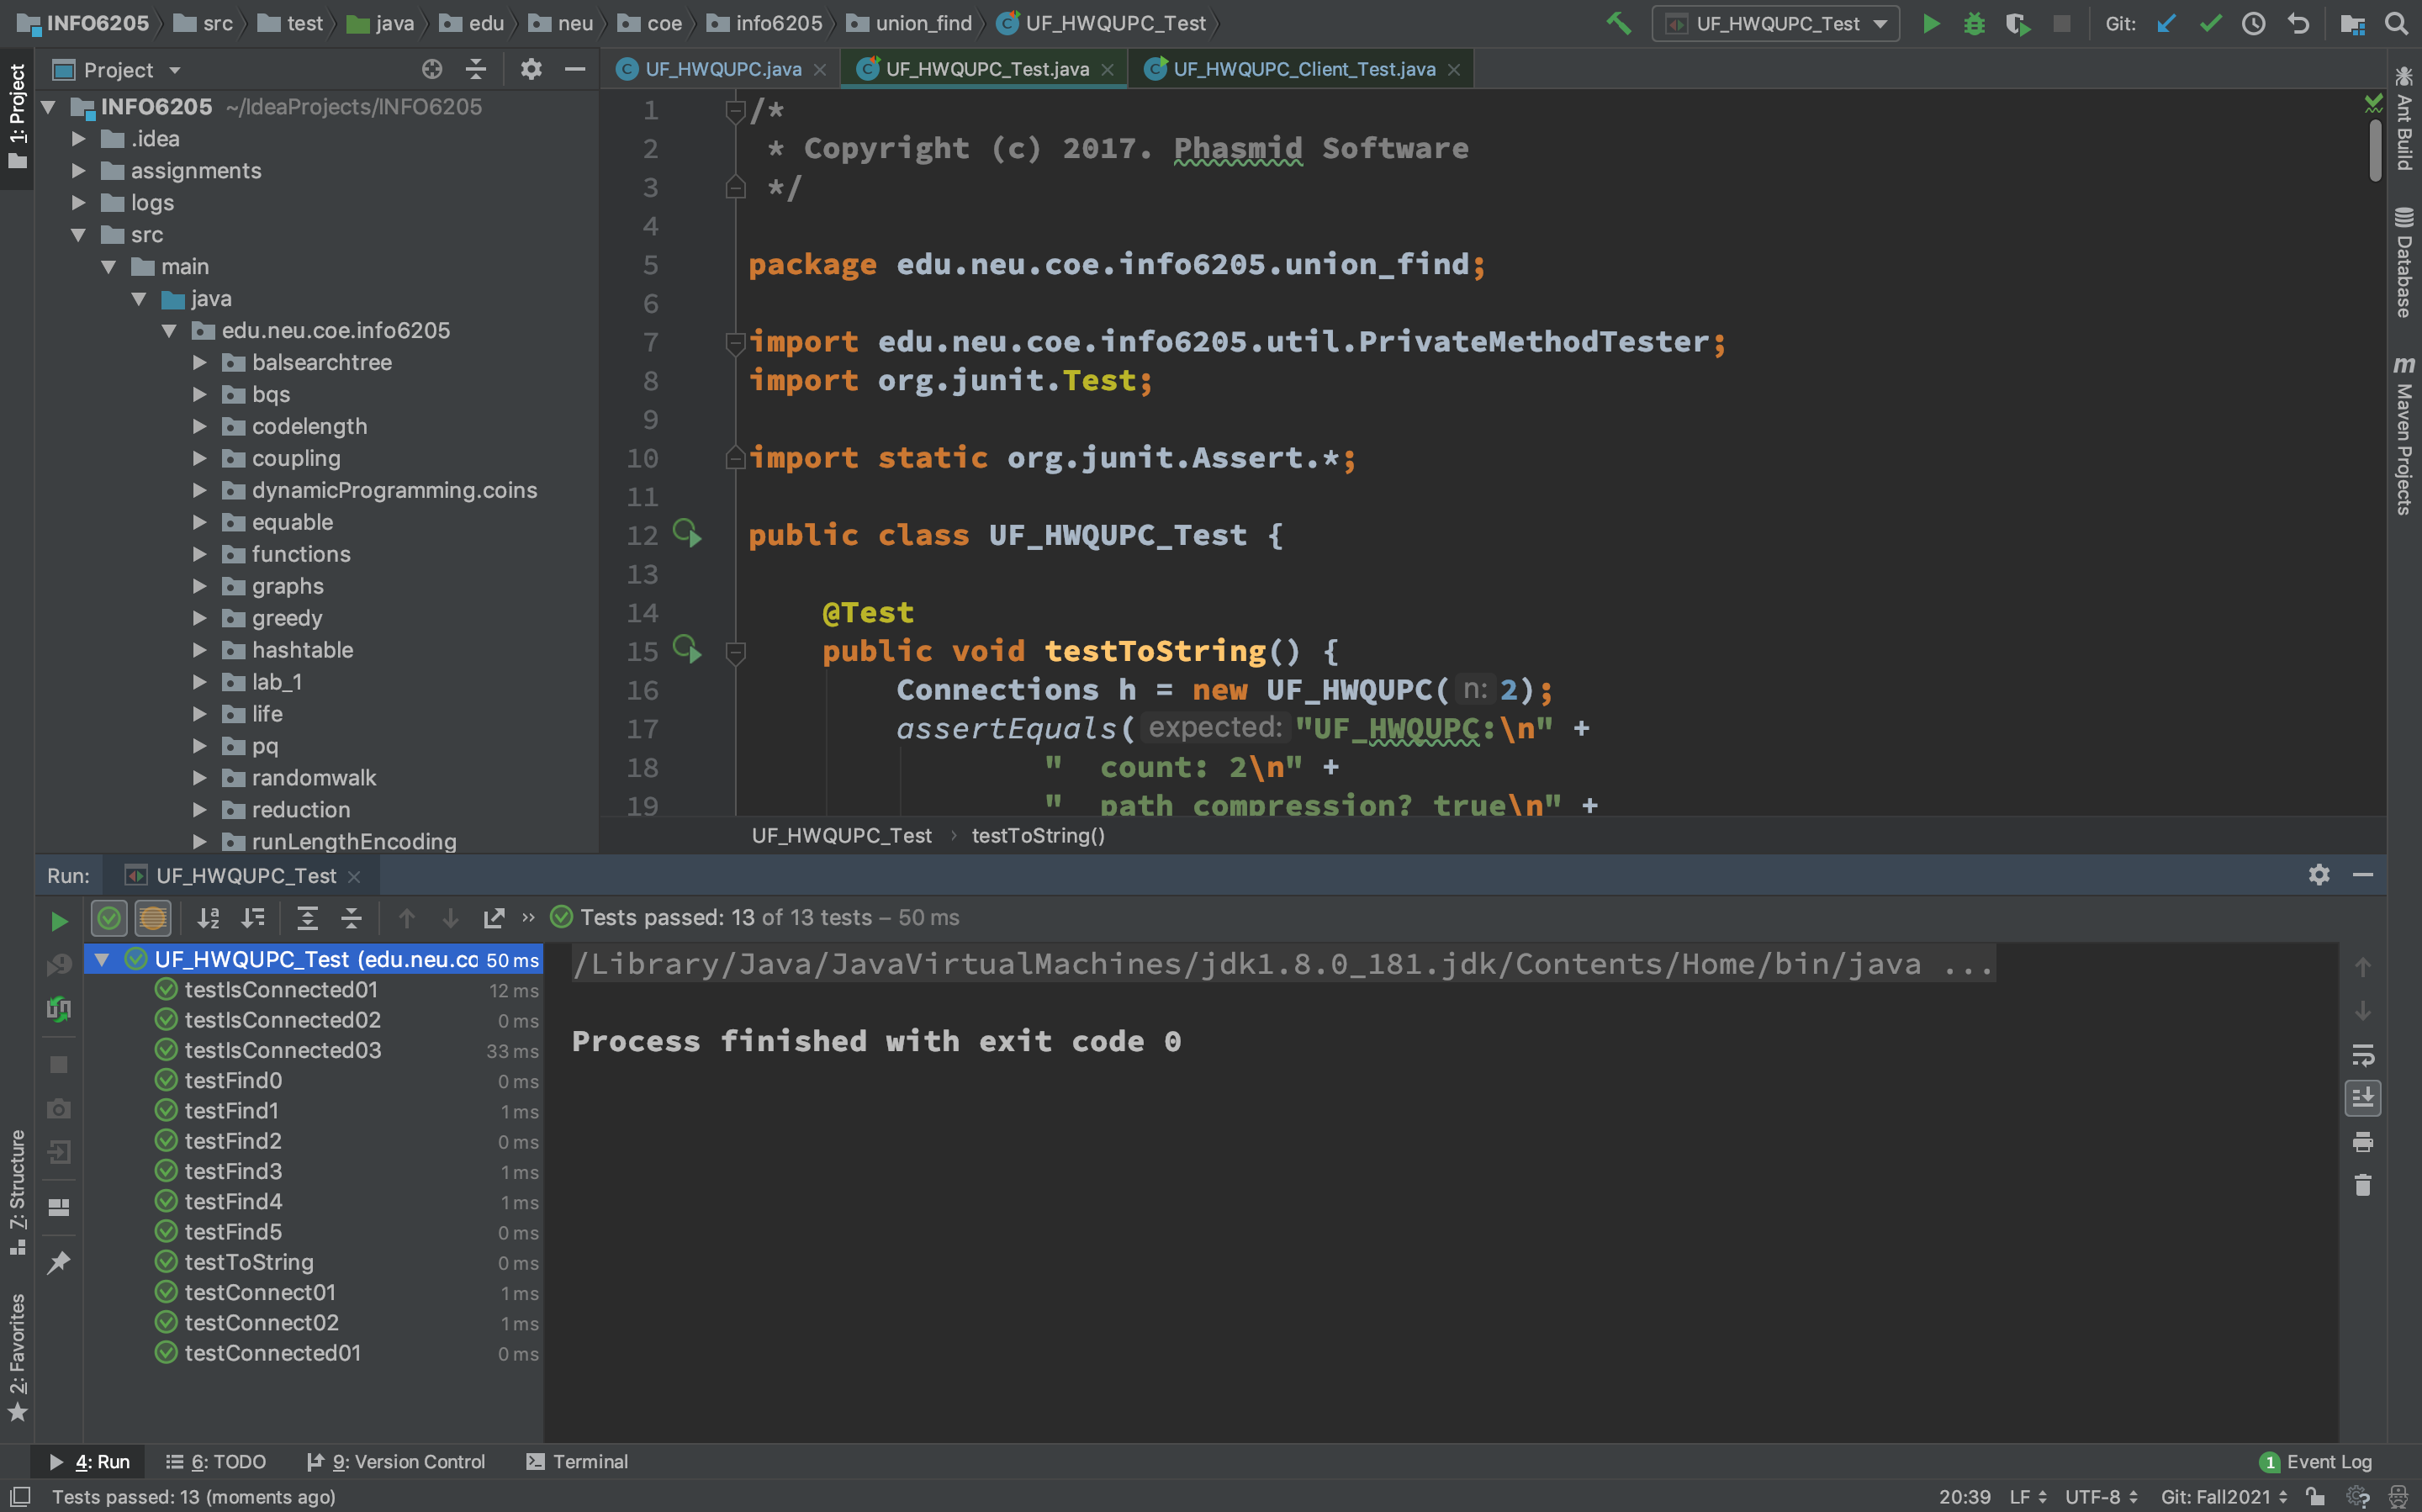 INFO6205 src test java edu neu coe info6205 union_find UF_HWQUPC_Test UF_HWQUPC_Test Git:
1: Project
Project
INFO6205 ~/IdeaProjects/INFO6205
.idea
assignments
logs
src
main
java
edu.neu.coe.info6205
balsearchtree
bqs
codelength
coupling
dynamicProgramming.coins
equable
functions
graphs
greedy
hashtable
lab_1
life
pq
randomwalk
reduction
runLengthEncoding
UF_HWQUPC.java UF_HWQUPC_Test.java UF_HWQUPC_Client_Test.java
1 /*
2 * Copyright (c) 2017. Phasmid Software
3 */
4
5 package edu.neu.coe.info6205.union_find;
6
7 import edu.neu.coe.info6205.util.PrivateMethodTester;
8 import org.junit.Test;
9
10 import static org.junit.Assert.*;
11
12 public class UF_HWQUPC_Test {
13
14 @Test
15 public void testToString() {
16 Connections h = new UF_HWQUPC( n: 2);
17 assertEquals( expected: "UF_HWQUPC:\n" +
18 "  count: 2\n" +
19 "  path compression? true\n" +
UF_HWQUPC_Test › testToString()
Ant Build
Database
Maven Projects
Run: UF_HWQUPC_Test
Tests passed: 13 of 13 tests – 50 ms
UF_HWQUPC_Test (edu.neu.co 50 ms
testIsConnected01 12 ms
testIsConnected02 0 ms
testIsConnected03 33 ms
testFind0 0 ms
testFind1 1 ms
testFind2 0 ms
testFind3 1 ms
testFind4 1 ms
testFind5 0 ms
testToString 0 ms
testConnect01 1 ms
testConnect02 1 ms
testConnected01 0 ms
/Library/Java/JavaVirtualMachines/jdk1.8.0_181.jdk/Contents/Home/bin/java ...
Process finished with exit code 0
7: Structure
2: Favorites
4: Run 6: TODO 9: Version Control Terminal 1 Event Log
Tests passed: 13 (moments ago) 20:39 LF UTF-8 Git: Fall2021